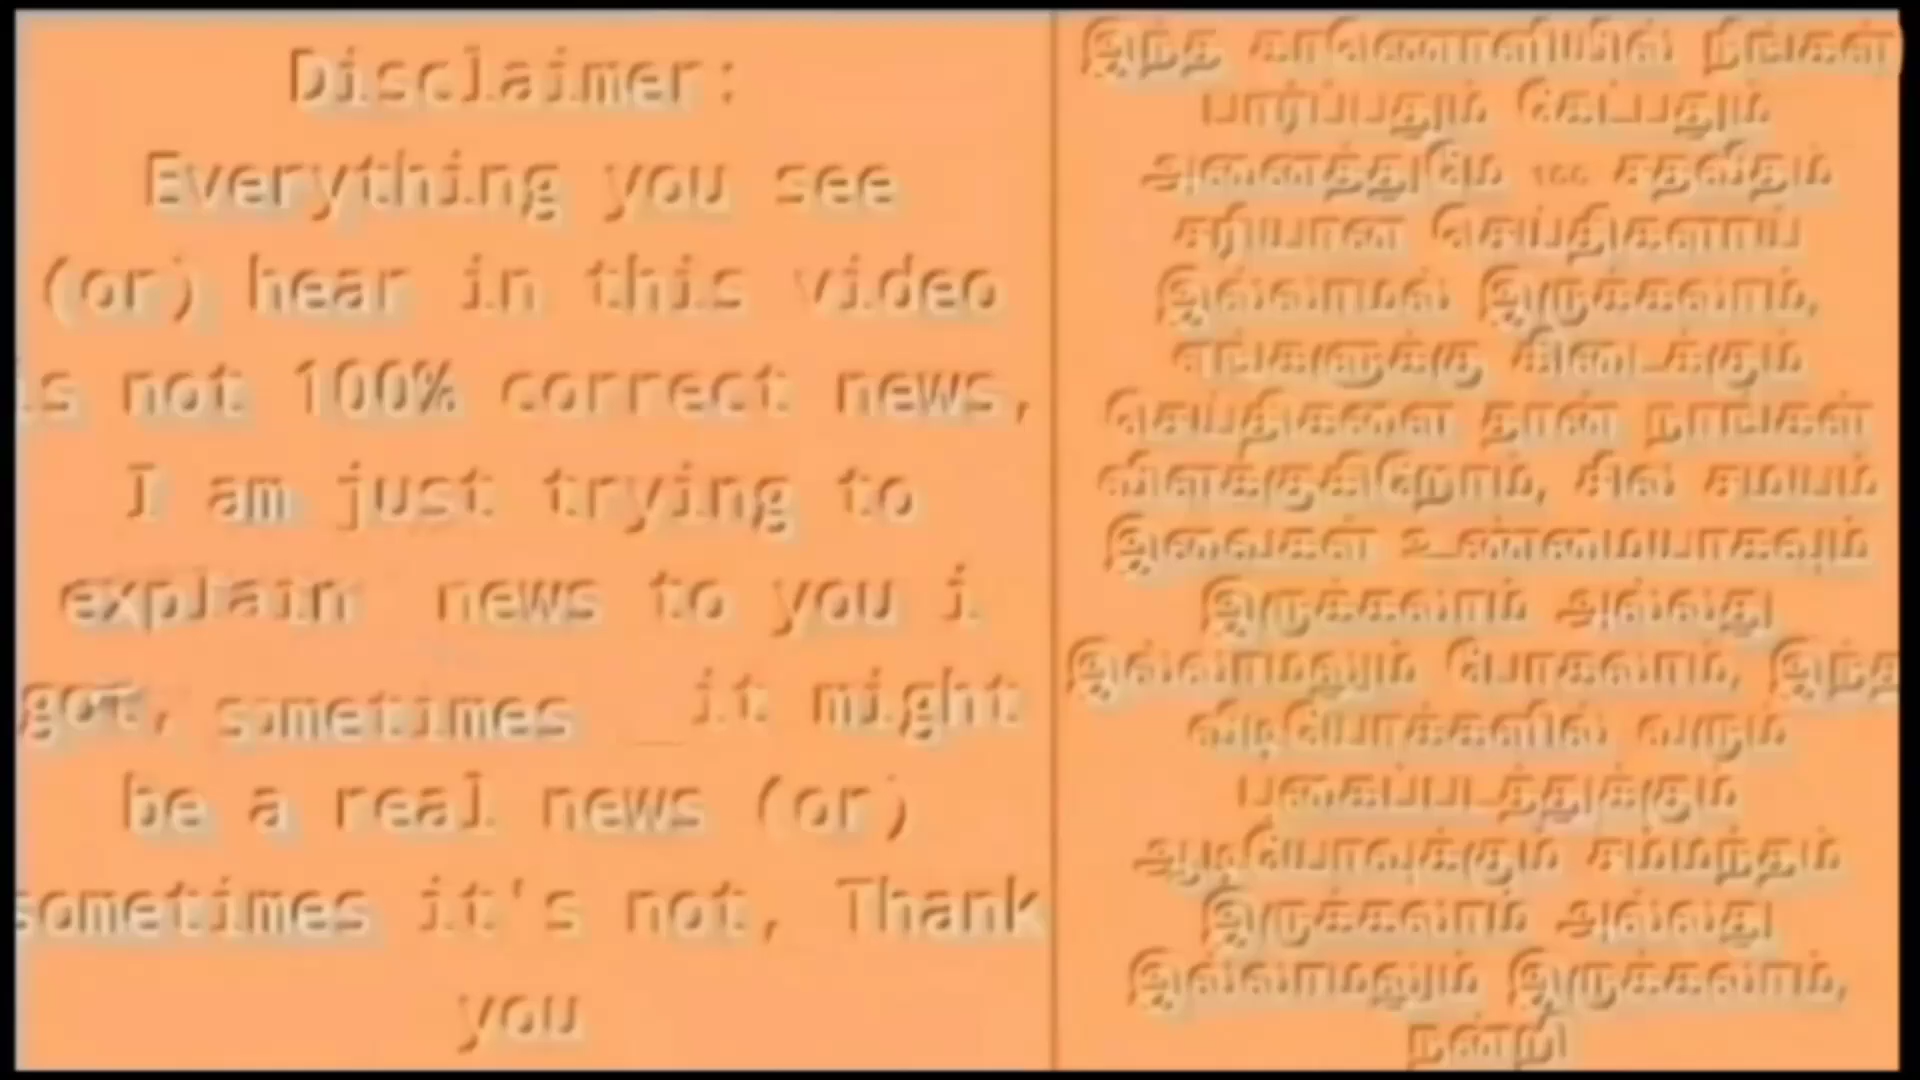 Disclaimer:
Everything you see
(or) hear in this video
is not 100% correct news,
I am just trying to
explain news to you i
got, sometimes _it might
be a real news (or)
sometimes it's not, Thank
you
இந்த காணொளியில் நீங்கள்
பார்ப்பதும் கேட்பதும்
அனைத்துமே 100 சதவீதம்
சரியான செய்திகளாய்
இல்லாமல் இருக்கலாம்,
எங்களுக்கு கிடைக்கும்
செய்திகளை தான் நாங்கள்
விளக்குகிறோம், சில சமயம்
இவைகள் உண்மையாகவும்
இருக்கலாம் அல்லது
இல்லாமலும் போகலாம், இந்த
வீடியோக்களில் வரும்
புகைப்படத்துக்கும்
ஆடியோவுக்கும் சம்மந்தம்
இருக்கலாம் அல்லது
இல்லாமலும் இருக்கலாம்,
நன்றி